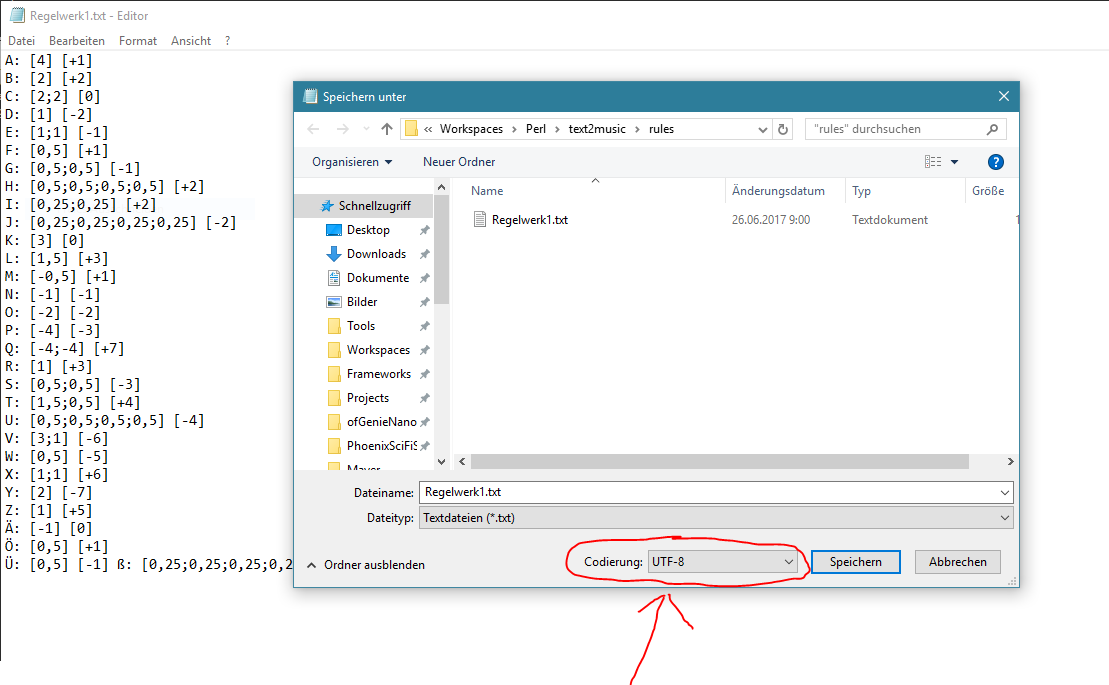 Regelwerk1.txt - Editor
Datei Bearbeiten Format Ansicht ?
A: [4] [+1]
B: [2] [+2]
C: [2;2] [0]
D: [1] [-2]
E: [1;1] [-1]
F: [0,5] [+1]
G: [0,5;0,5] [-1]
H: [0,5;0,5;0,5;0,5] [+2]
I: [0,25;0,25] [+2]
J: [0,25;0,25;0,25;0,25] [-2]
K: [3] [0]
L: [1,5] [+3]
M: [-0,5] [+1]
N: [-1] [-1]
O: [-2] [-2]
P: [-4] [-3]
Q: [-4;-4] [+7]
R: [1] [+3]
S: [0,5;0,5] [-3]
T: [1,5;0,5] [+4]
U: [0,5;0,5;0,5;0,5] [-4]
V: [3;1] [-6]
W: [0,5] [-5]
X: [1;1] [+6]
Y: [2] [-7]
Z: [1] [+5]
Ä: [-1] [0]
Ö: [0,5] [+1]
Ü: [0,5] [-1] ß: [0,25;0,25;0,25;0,2
Speichern unter
« Workspaces › Perl › text2music › rules
"rules" durchsuchen
Organisieren Neuer Ordner
?
Name Änderungsdatum Typ Größe
Regelwerk1.txt 26.06.2017 9:00 Textdokument 1
Schnellzugriff
Desktop
Downloads
Dokumente
Bilder
Tools
Workspaces
Frameworks
Projects
ofGenieNano
PhoenixSciFiS
Dateiname: Regelwerk1.txt
Dateityp: Textdateien (*.txt)
Ordner ausblenden
Codierung: UTF-8
Speichern
Abbrechen